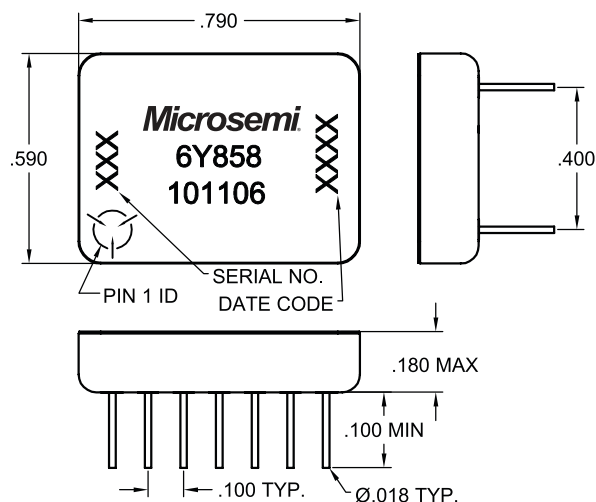 .790
.590
Microsemi
6Y858
101106
XXX
XXXX
.400
SERIAL NO.
PIN 1 ID
DATE CODE
.180 MAX
.100 MIN
.100 TYP.
Ø.018 TYP.